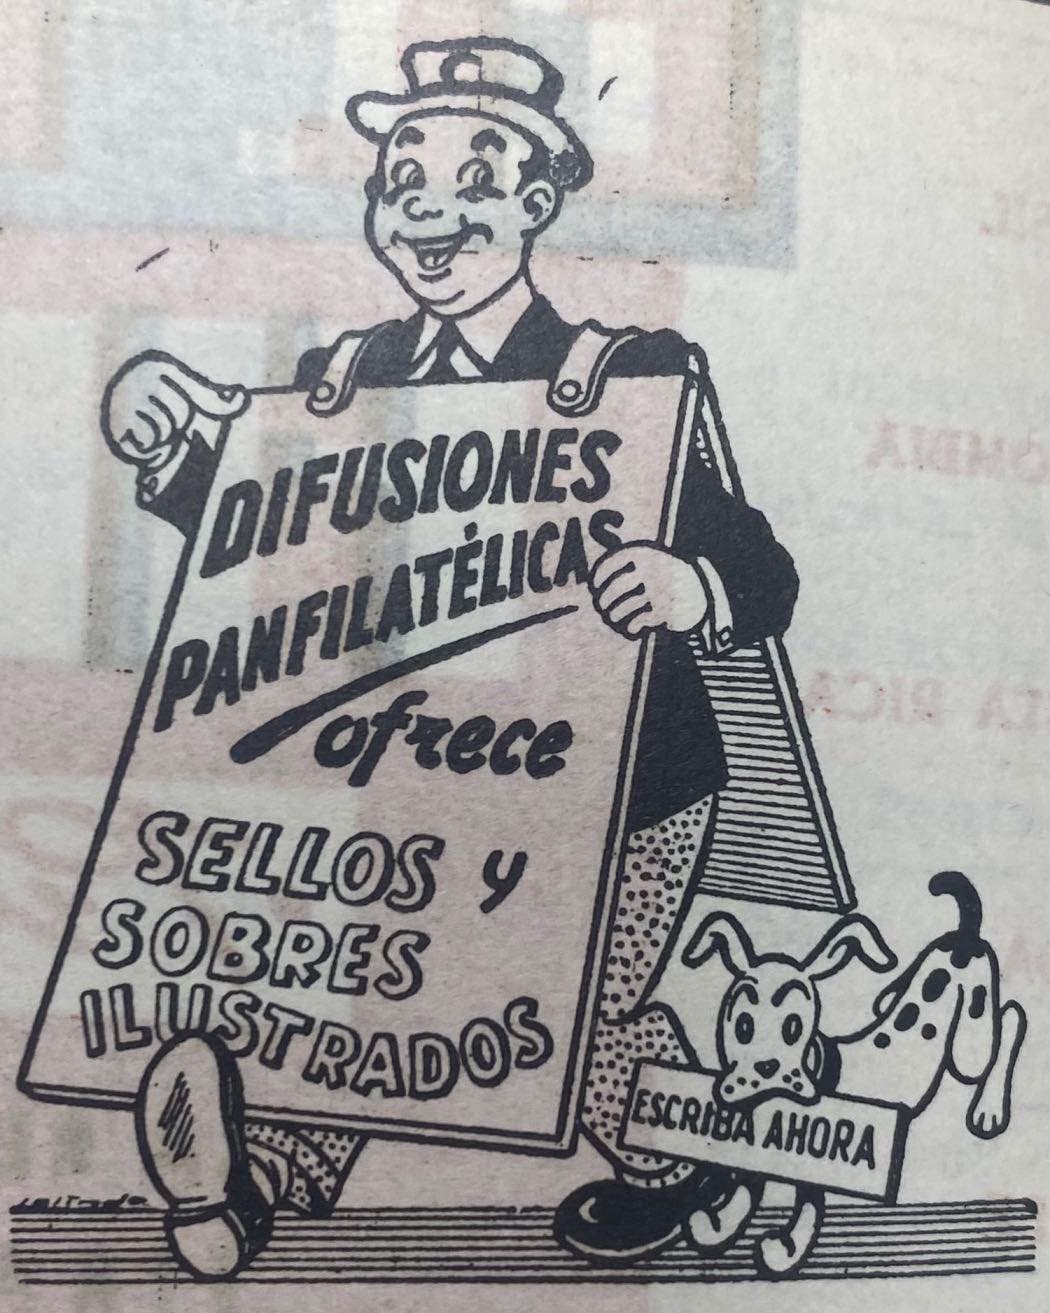 DIFUSIONES
PANFILATÉLICAS
ofrece
SELLOS y
SOBRES
ILUSTRADOS
ESCRIBA AHORA